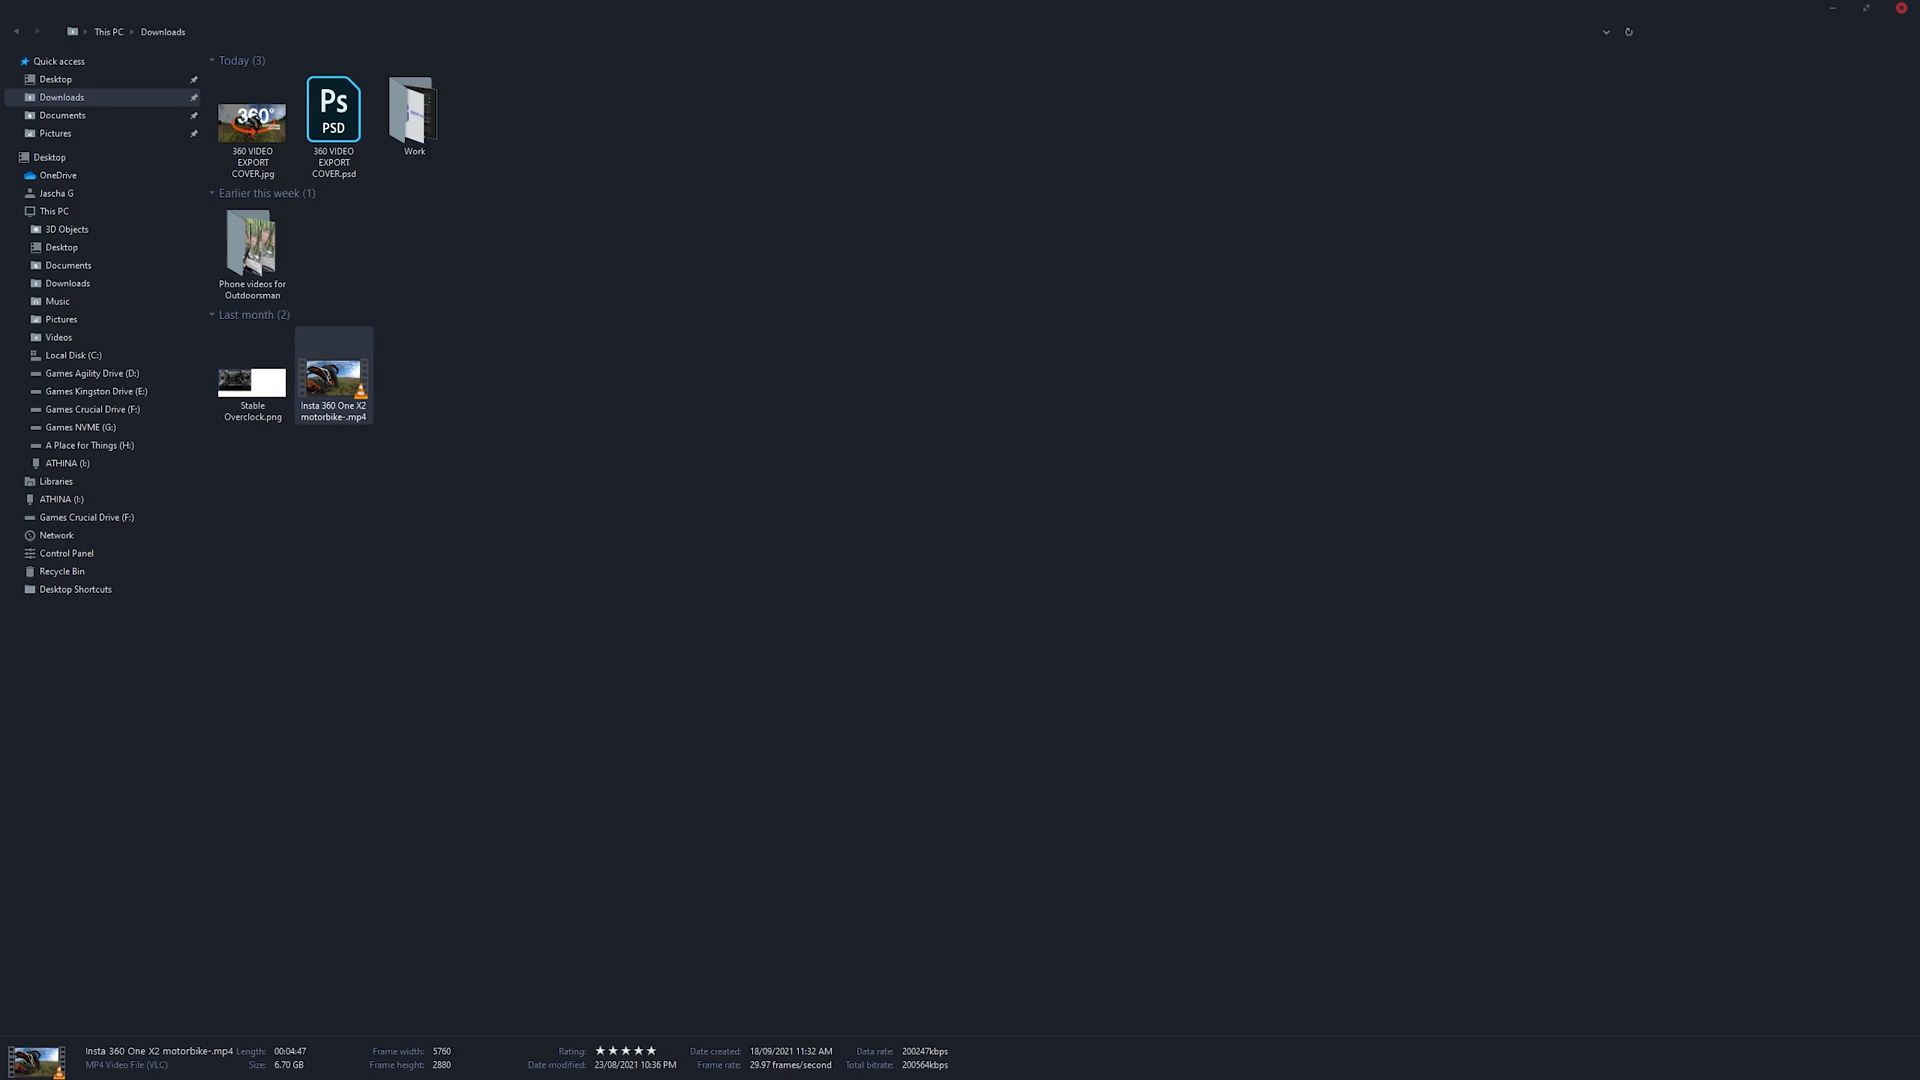 This PC
Downloads
Quick access
Desktop
Downloads
Documents
Pictures
Desktop
OneDrive
Jascha G
This PC
3D Objects
Desktop
Documents
Downloads
Music
Pictures
Videos
Local Disk (C:)
Games Agility Drive (D:)
Games Kingston Drive (E:)
Games Crucial Drive (F:)
Games NVME (G:)
A Place for Things (H:)
ATHINA (I:)
Libraries
ATHINA (I:)
Games Crucial Drive (F:)
Network
Control Panel
Recycle Bin
Desktop Shortcuts
Today (3)
360°
360 VIDEO
EXPORT
COVER.jpg
Ps
PSD
360 VIDEO
EXPORT
COVER.psd
Work
Earlier this week (1)
Phone videos for
Outdoorsman
Last month (2)
Stable
Overclock.png
Insta 360 One X2
motorbike-.mp4
Insta 360 One X2 motorbike-.mp4
MP4 Video File (VLC)
Length: 00:04:47
Size: 6.70 GB
Frame width: 5760
Frame height: 2880
Rating: ★★★★★
Date modified: 23/08/2021 10:36 PM
Date created: 18/09/2021 11:32 AM
Frame rate: 29.97 frames/second
Data rate: 200247kbps
Total bitrate: 200564kbps